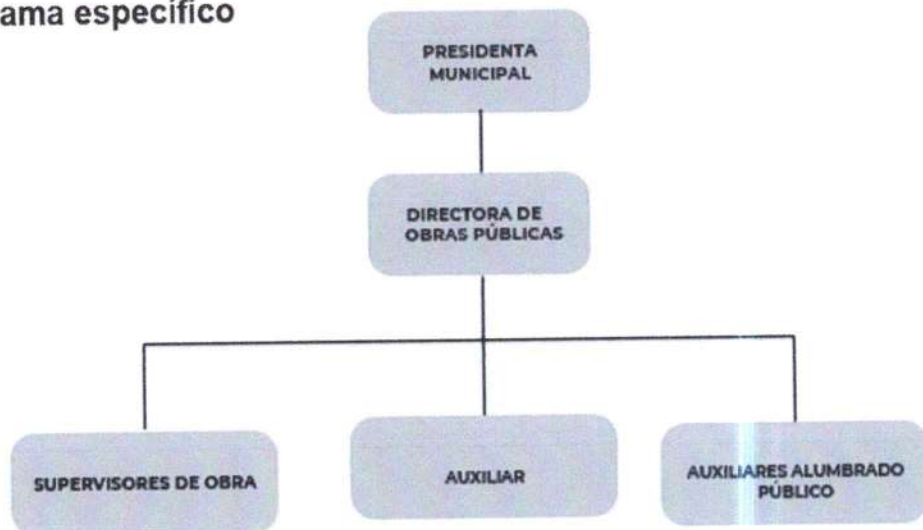 ama específico
PRESIDENTA
MUNICIPAL
DIRECTORA DE
OBRAS PÚBLICAS
SUPERVISORES DE OBRA
AUXILIAR
AUXILIARES ALUMBRADO
PÚBLICO